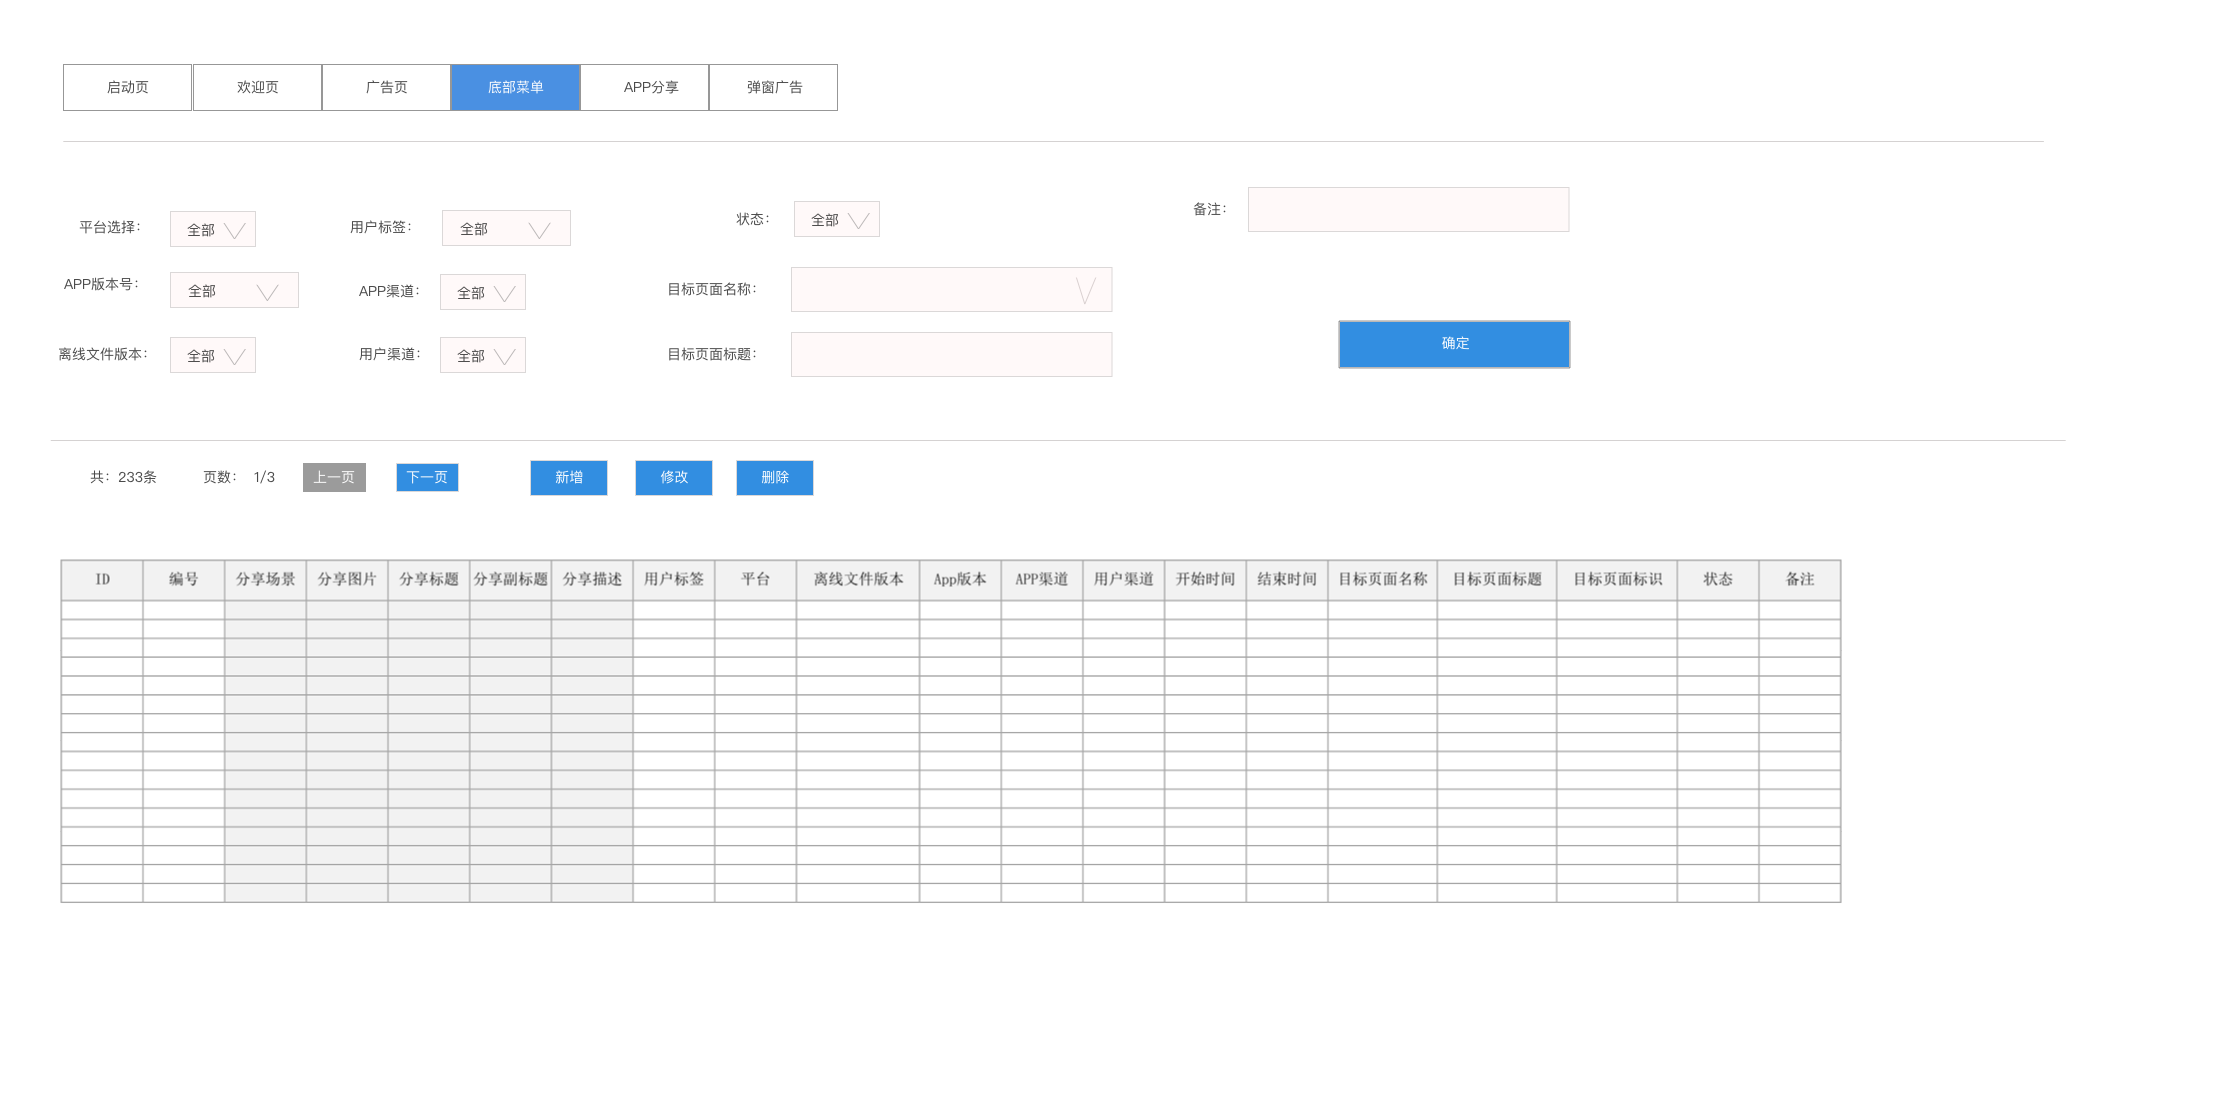 启动页 欢迎页 广告页 底部菜单 APP分享 弹窗广告
平台选择： 全部 用户标签： 全部 状态： 全部 备注：
APP版本号： 全部 APP渠道： 全部 目标页面名称：
离线文件版本： 全部 用户渠道： 全部 目标页面标题： 确定
共：233条 页数： 1/3 上一页 下一页 新增 修改 删除
ID 编号 分享场景 分享图片 分享标题 分享副标题 分享描述 用户标签 平台 离线文件版本 App版本 APP渠道 用户渠道 开始时间 结束时间 目标页面名称 目标页面标题 目标页面标识 状态 备注